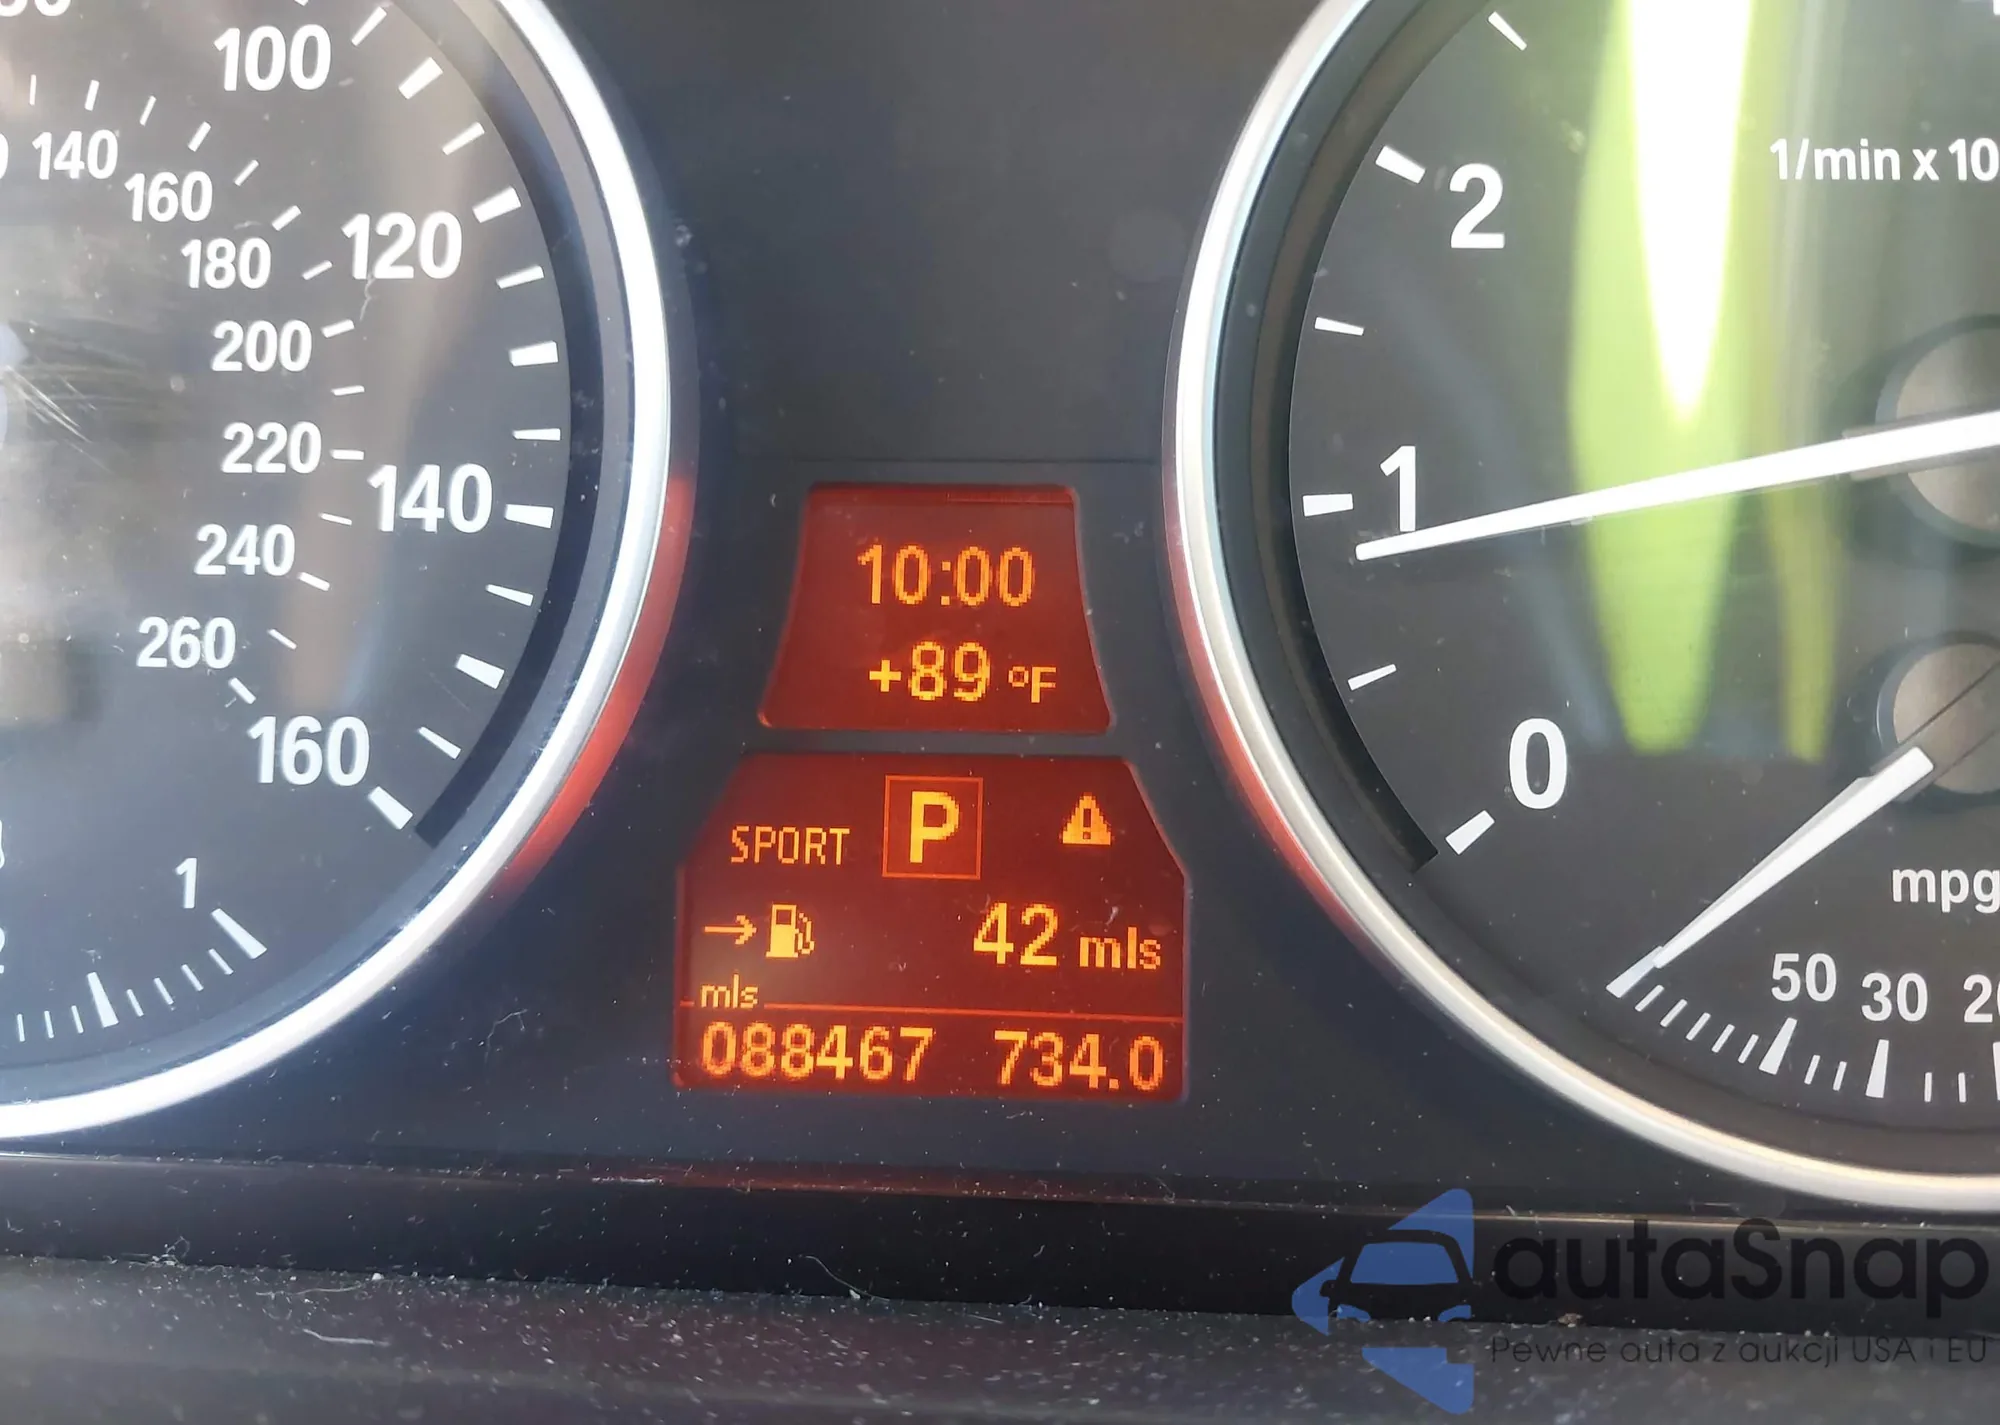 100
140
160
180
120
200
220
140
240
260
160
1
10:00
+89 °F
SPORT P
→ 42 mls
mls
088467 734.0
2
1/min x 10
1
0
mpg
50 30
autaSnap
Pewne auta z aukcji USA i EU